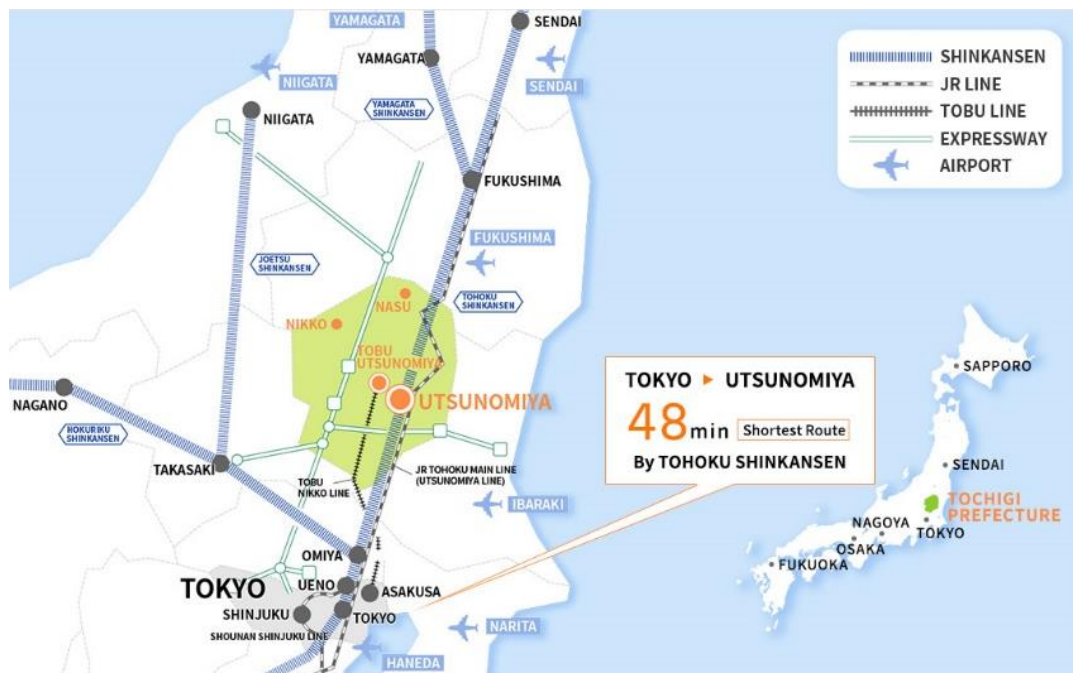 YAMAGATA
SENDAI
YAMAGATA
NIIGATA
SENDAI
SHINKANSEN
JR LINE
TOBU LINE
EXPRESSWAY
AIRPORT
YAMAGATA
SHINKANSEN
NIIGATA
FUKUSHIMA
FUKUSHIMA
JOETSU
SHINKANSEN
TOHOKU
SHINKANSEN
NASU
NIKKO
TOBU
UTSUNOMIYA
UTSUNOMIYA
NAGANO
HOKURIKU
SHINKANSEN
TAKASAKI
TOBU
NIKKO LINE
JR TOHOKU MAIN LINE
(UTSUNOMIYA LINE)
IBARAKI
OMIYA
TOKYO
UENO
ASAKUSA
SHINJUKU
TOKYO
SHOUNAN SHINJUKU LINE
NARITA
HANEDA
TOKYO ▶ UTSUNOMIYA
48min Shortest Route
By TOHOKU SHINKANSEN
SAPPORO
SENDAI
TOCHIGI
PREFECTURE
NAGOYA
TOKYO
OSAKA
FUKUOKA